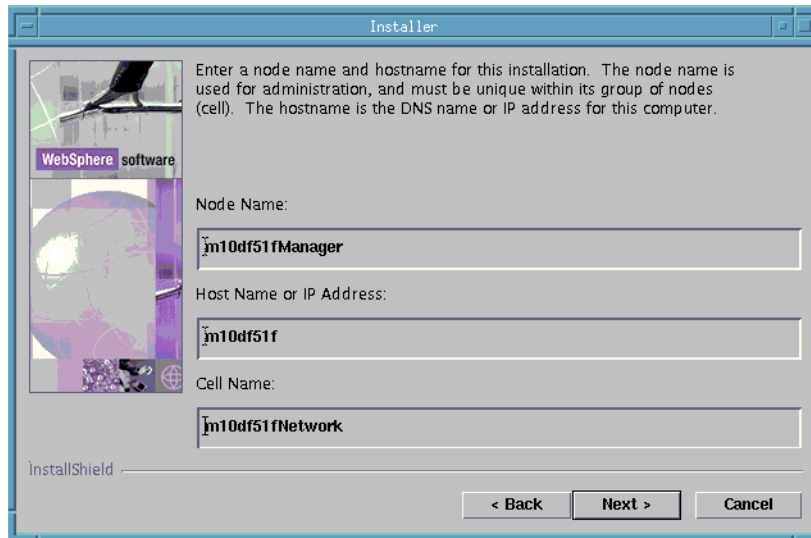 Installer
Enter a node name and hostname for this installation. The node name is
used for administration, and must be unique within its group of nodes
(cell). The hostname is the DNS name or IP address for this computer.
WebSphere software
Node Name:
m10df51fManager
Host Name or IP Address:
m10df51f
Cell Name:
m10df51fNetwork
InstallShield
< Back
Next >
Cancel